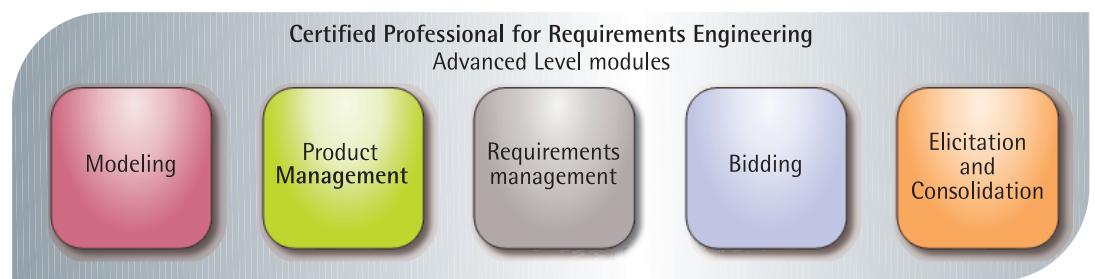 Certified Professional for Requirements Engineering
Advanced Level modules
Modeling
Product
Management
Requirements
management
Bidding
Elicitation
and
Consolidation